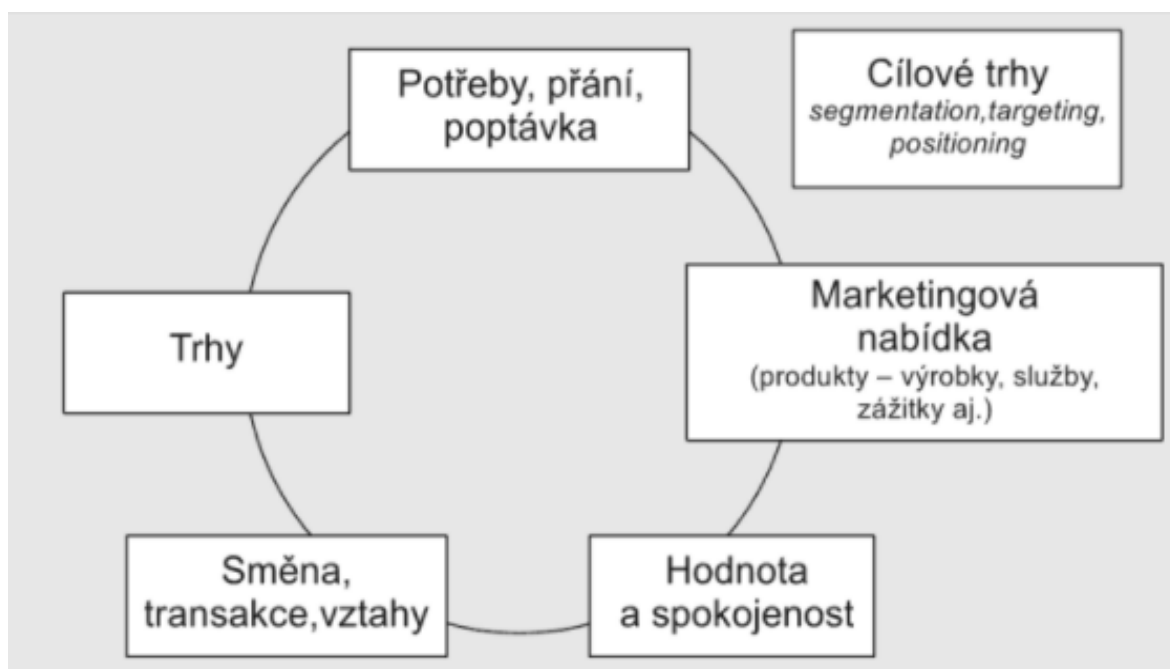 Potřeby, přání,
poptávka
Cílové trhy
segmentation,targeting,
positioning
Marketingová
nabídka
(produkty – výrobky, služby,
zážitky aj.)
Trhy
Směna,
transakce,vztahy
Hodnota
a spokojenost